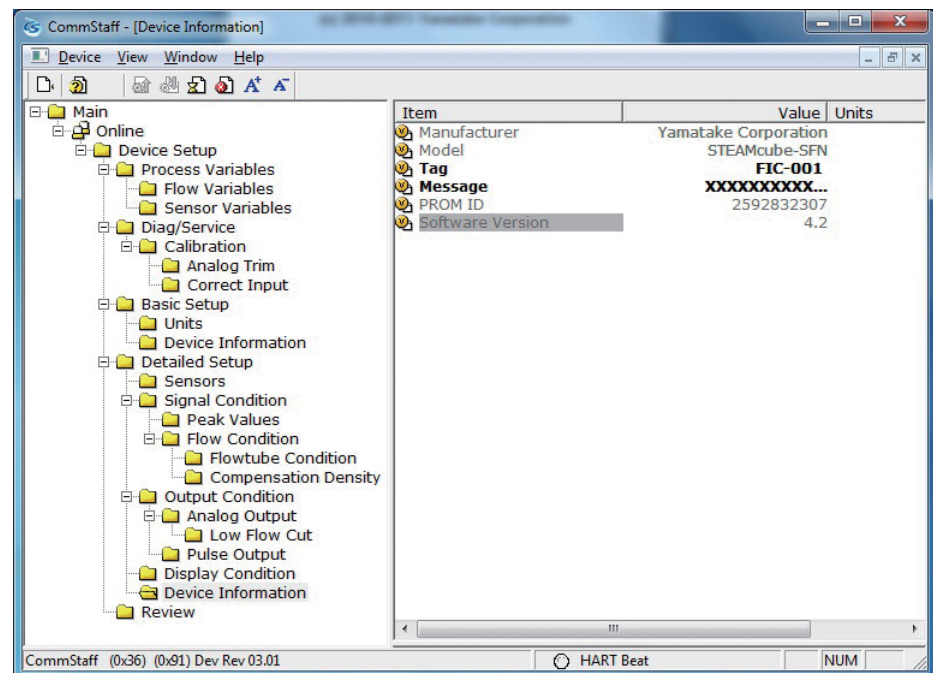 CommStaff - [Device Information]
(c) 2010-2011 Yamatake Corporation
Device View Window Help
Main
Online
Device Setup
Process Variables
Flow Variables
Sensor Variables
Diag/Service
Calibration
Analog Trim
Correct Input
Basic Setup
Units
Device Information
Detailed Setup
Sensors
Signal Condition
Peak Values
Flow Condition
Flowtube Condition
Compensation Density
Output Condition
Analog Output
Low Flow Cut
Pulse Output
Display Condition
Device Information
Review
Item Value Units
Manufacturer Yamatake Corporation
Model STEAMcube-SFN
Tag FIC-001
Message XXXXXXXXXX...
PROM ID 2592832307
Software Version 4.2
CommStaff (0x36) (0x91) Dev Rev 03.01 HART Beat NUM